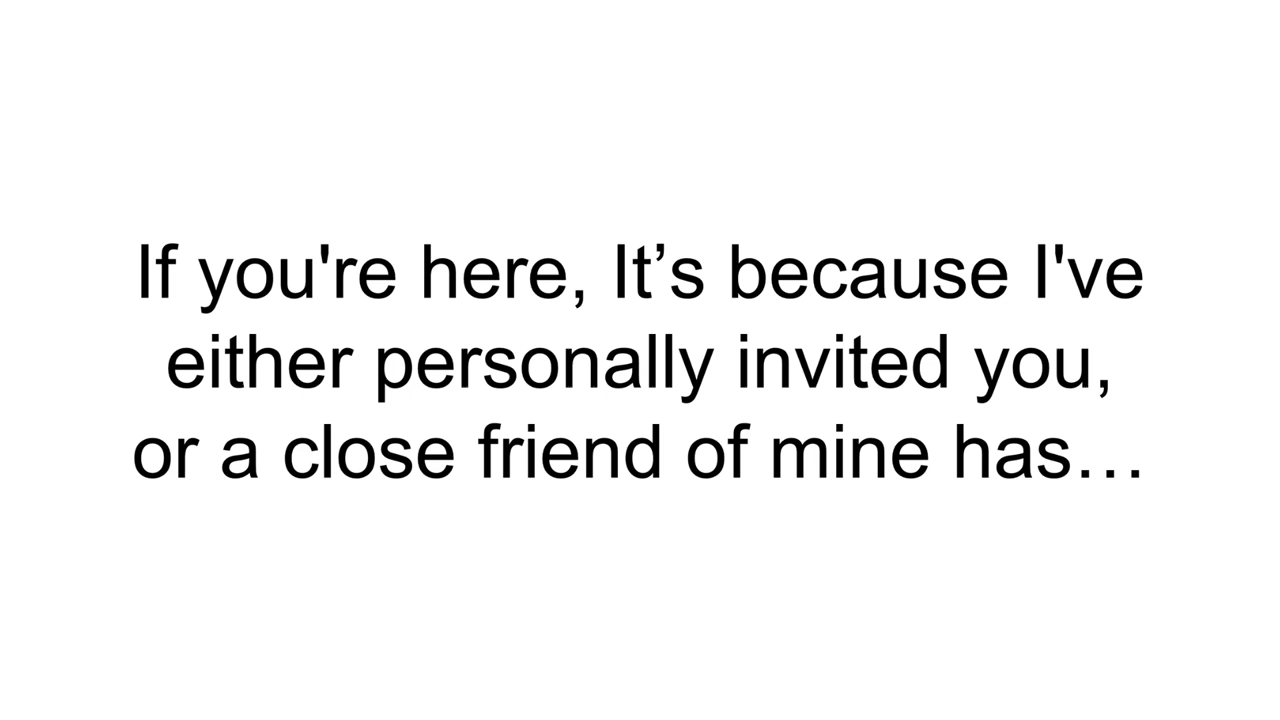 If you're here, It’s because I've
either personally invited you,
or a close friend of mine has…